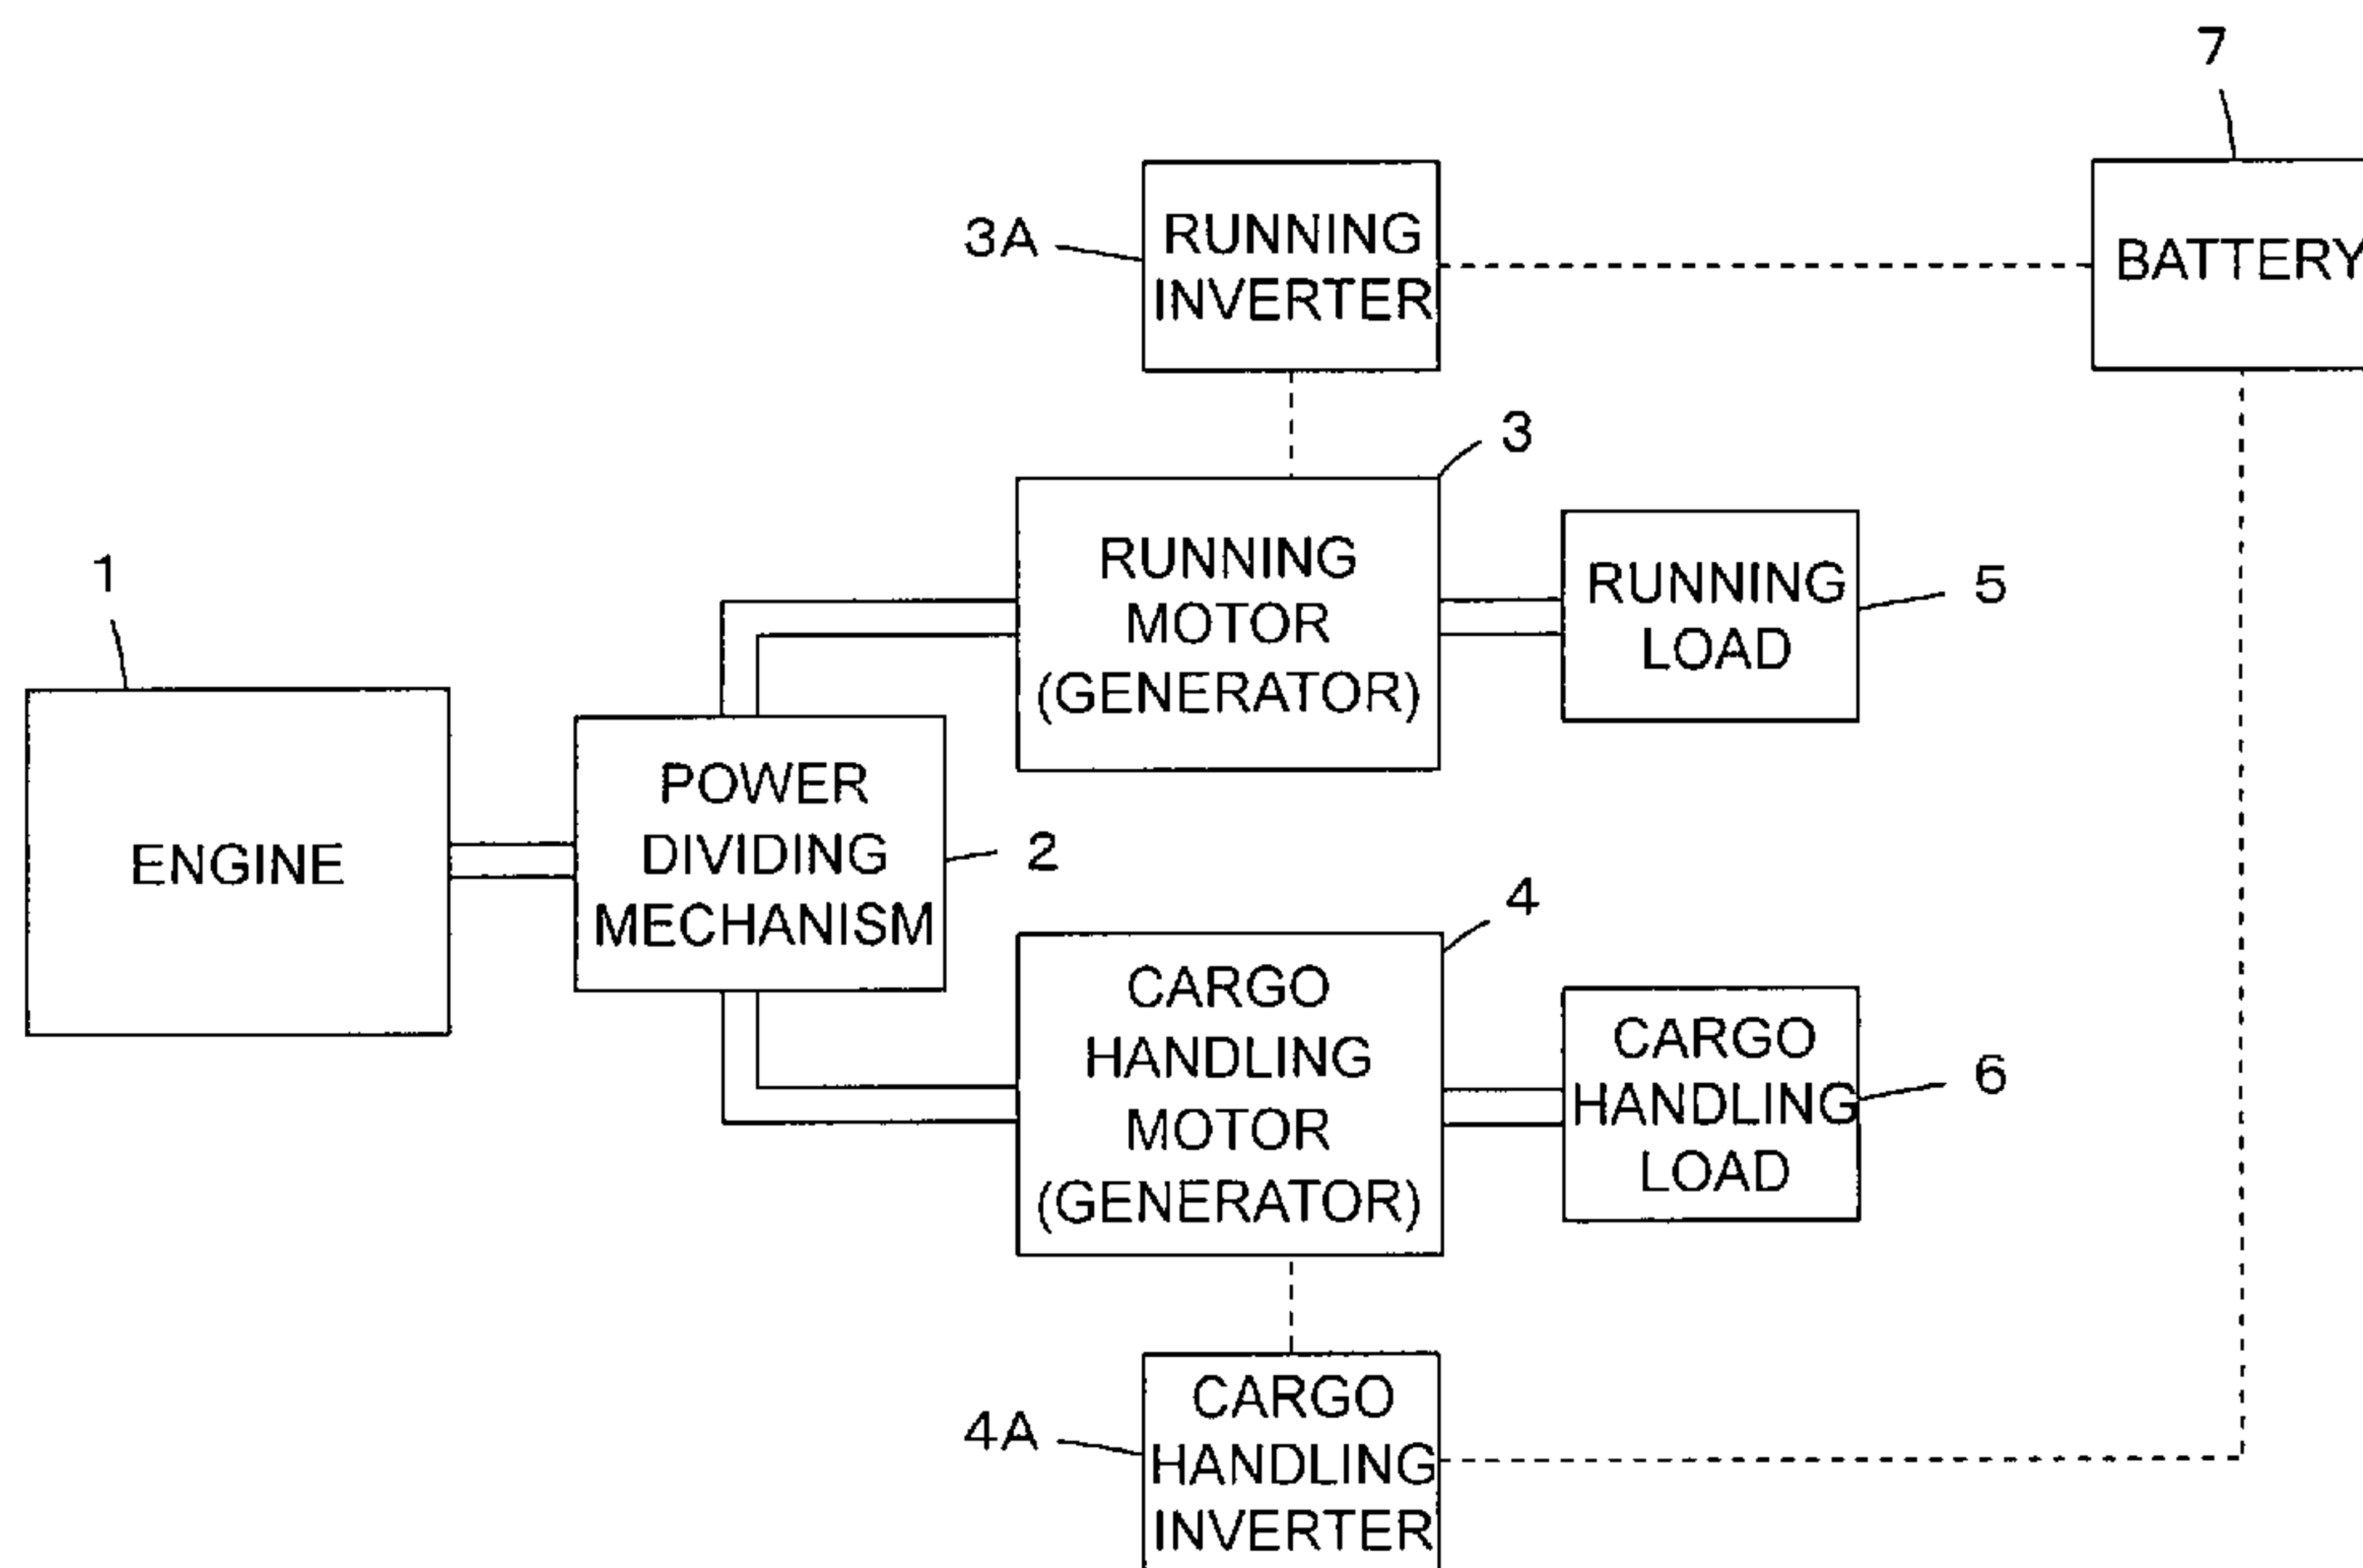 7
3A
RUNNING
INVERTER
BATTERY
3
RUNNING
MOTOR
(GENERATOR)
RUNNING
LOAD
5
1
ENGINE
POWER
DIVIDING
MECHANISM
2
4
CARGO
HANDLING
MOTOR
(GENERATOR)
CARGO
HANDLING
LOAD
6
4A
CARGO
HANDLING
INVERTER